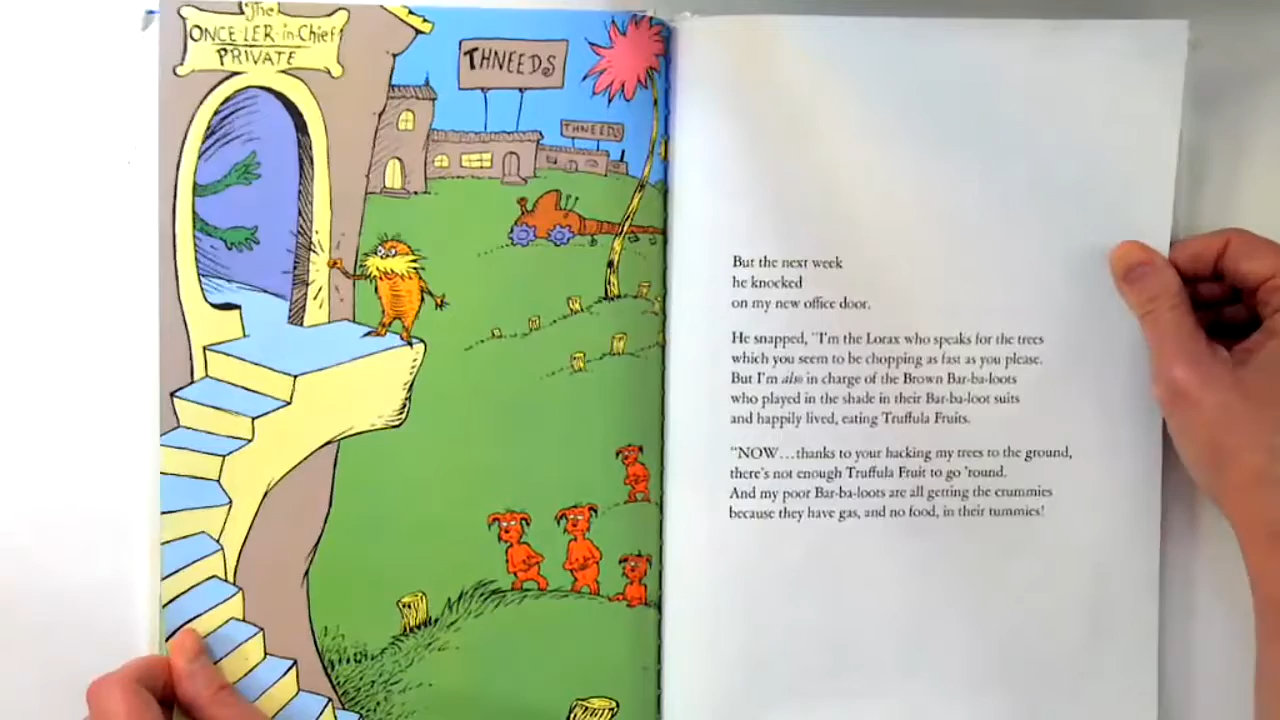 The
ONCE-LER-in-Chief
PRIVATE
THNEEDS
THNEEDS
But the next week
he knocked
on my new office door.
He snapped, "I'm the Lorax who speaks for the trees
which you seem to be chopping as fast as you please.
But I'm also in charge of the Brown Bar-ba-loots
who played in the shade in their Bar-ba-loot suits
and happily lived, eating Truffula Fruits.
"NOW...thanks to your hacking my trees to the ground,
there's not enough Truffula Fruit to go 'round.
And my poor Bar-ba-loots are all getting the crummies
because they have gas, and no food, in their tummies!